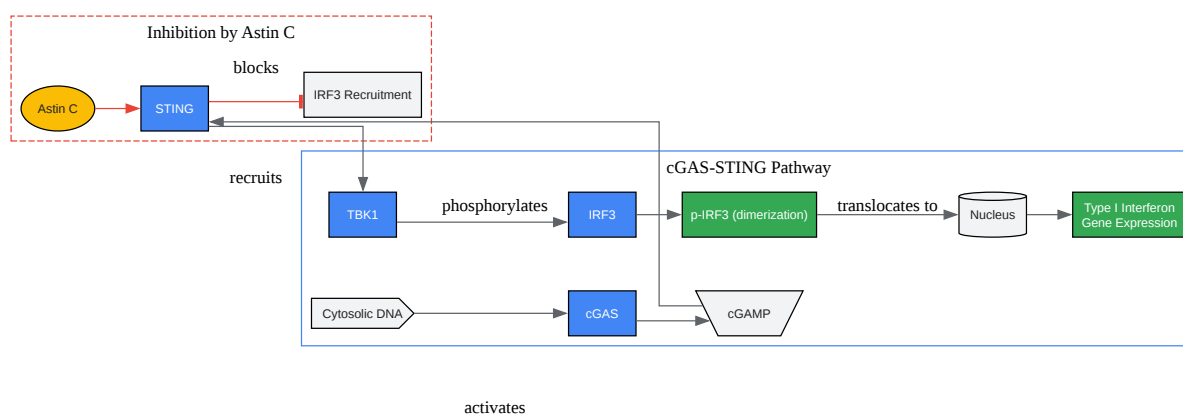 Inhibition by Astin C
blocks
Astin C
STING
IRF3 Recruitment
cGAS-STING Pathway
recruits
TBK1
phosphorylates
IRF3
p-IRF3 (dimerization)
translocates to
Nucleus
Type I Interferon
Gene Expression
Cytosolic DNA
cGAS
cGAMP
activates